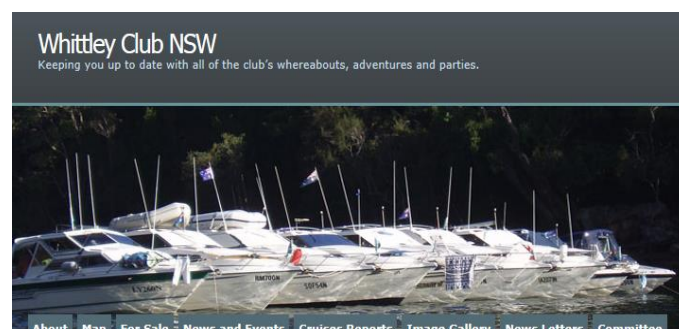 Whittley Club NSW
Keeping you up to date with all of the club's whereabouts, adventures and parties.
About Map For Sale News and Events Cruises Reports Image Gallery News Letters Committee